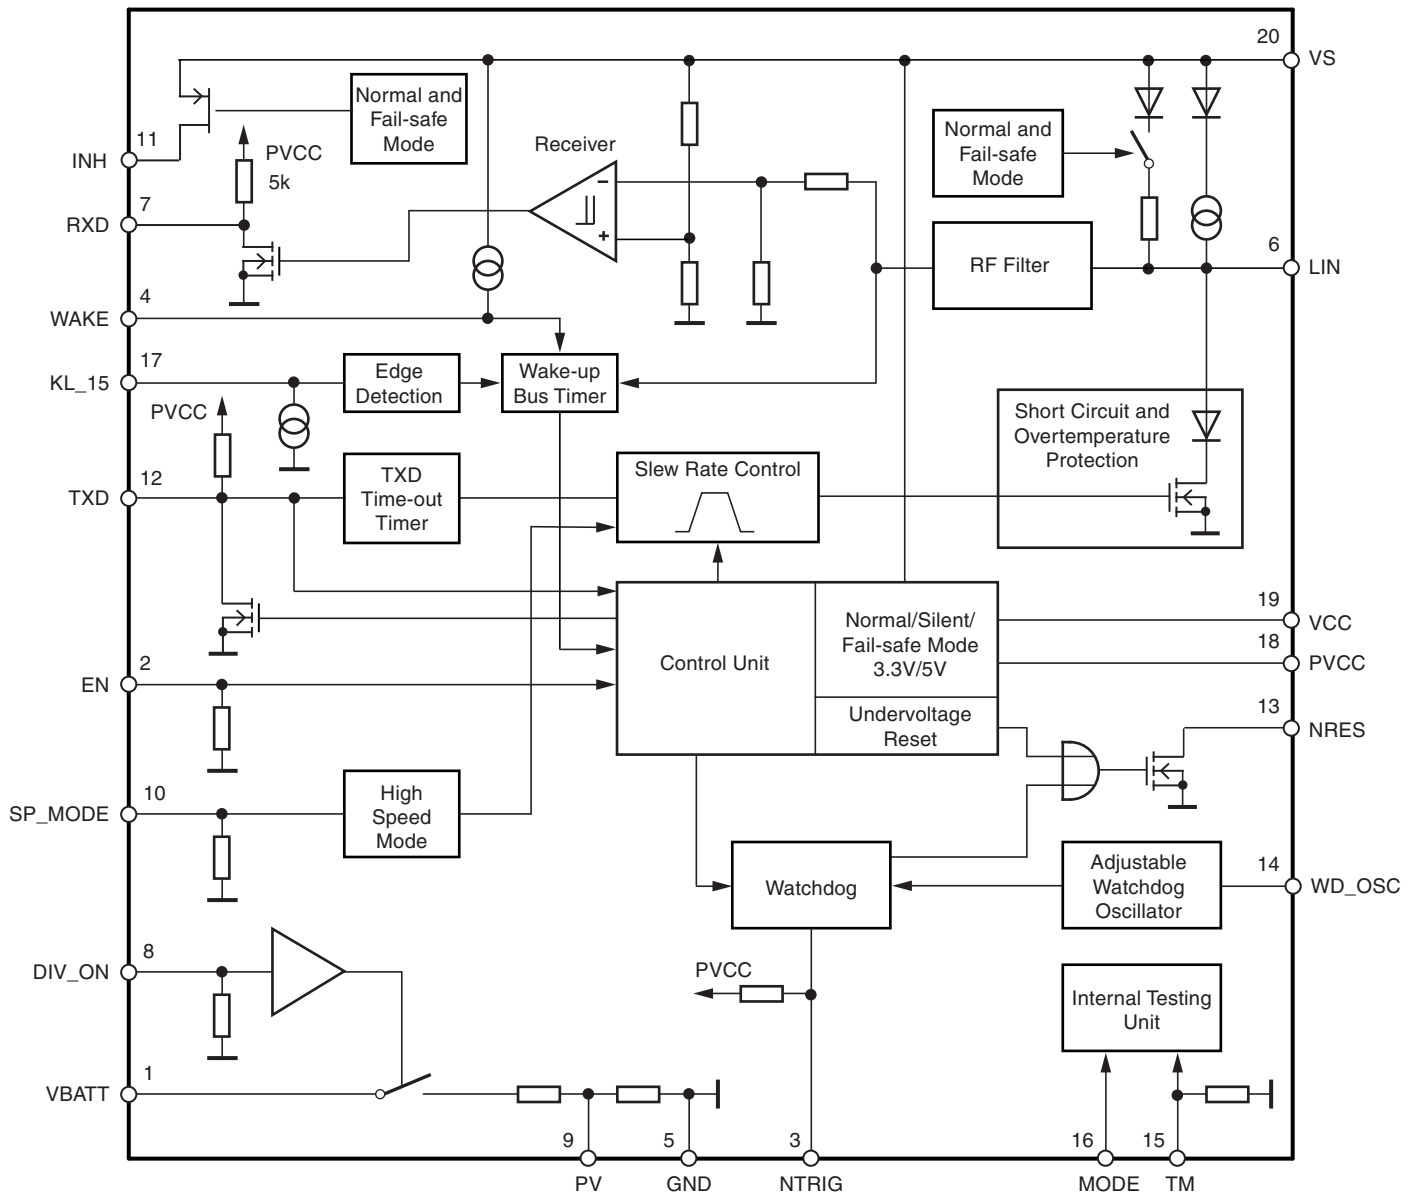 20
VS
Normal and
Fail-safe
Mode
11
INH
PVCC
5k
Receiver
-
+
Normal and
Fail-safe
Mode
7
RXD
RF Filter
6
LIN
4
WAKE
17
KL_15
Edge
Detection
Wake-up
Bus Timer
PVCC
Short Circuit and
Overtemperature
Protection
12
TXD
TXD
Time-out
Timer
Slew Rate Control
Control Unit
Normal/Silent/
Fail-safe Mode
3.3V/5V
Undervoltage
Reset
19
VCC
18
PVCC
2
EN
13
NRES
10
SP_MODE
High
Speed
Mode
Watchdog
Adjustable
Watchdog
Oscillator
14
WD_OSC
8
DIV_ON
PVCC
Internal Testing
Unit
1
VBATT
9
5
3
16
15
PV
GND
NTRIG
MODE
TM